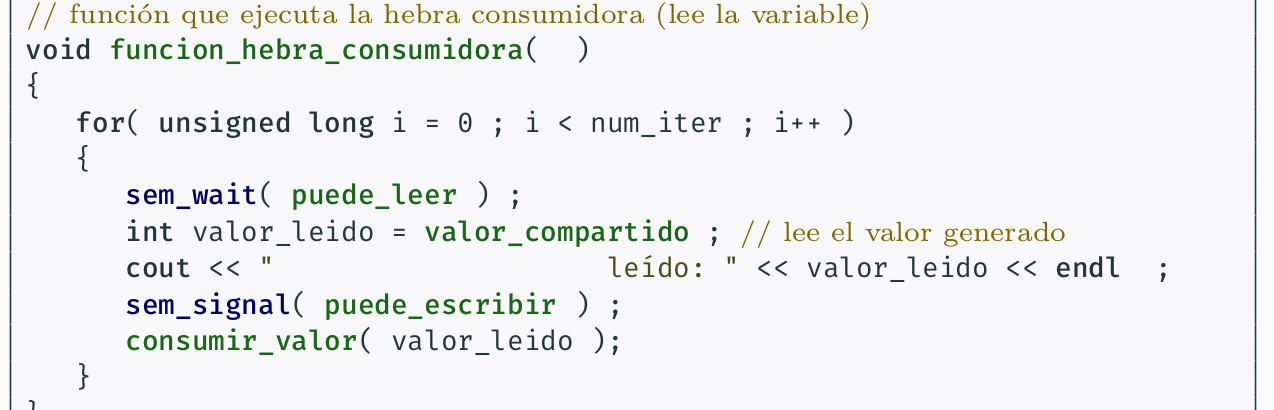 // función que ejecuta la hebra consumidora (lee la variable)
void funcion_hebra_consumidora(  )
{
   for( unsigned long i = 0 ; i < num_iter ; i++ )
   {
      sem_wait( puede_leer ) ;
      int valor_leido = valor_compartido ; // lee el valor generado
      cout << "                    leído: " << valor_leido << endl  ;
      sem_signal( puede_escribir ) ;
      consumir_valor( valor_leido );
   }
}